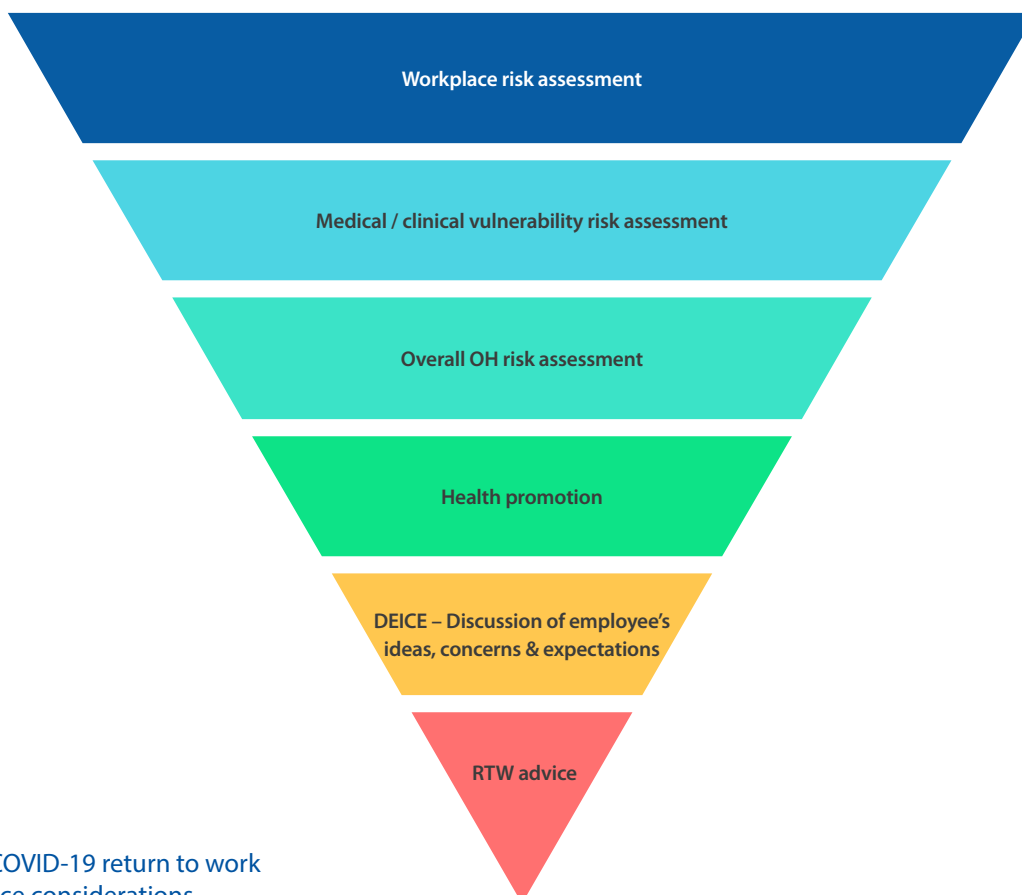 Workplace risk assessment
Medical / clinical vulnerability risk assessment
Overall OH risk assessment
Health promotion
DEICE – Discussion of employee’s
ideas, concerns & expectations
RTW advice
COVID-19 return to work
considerations